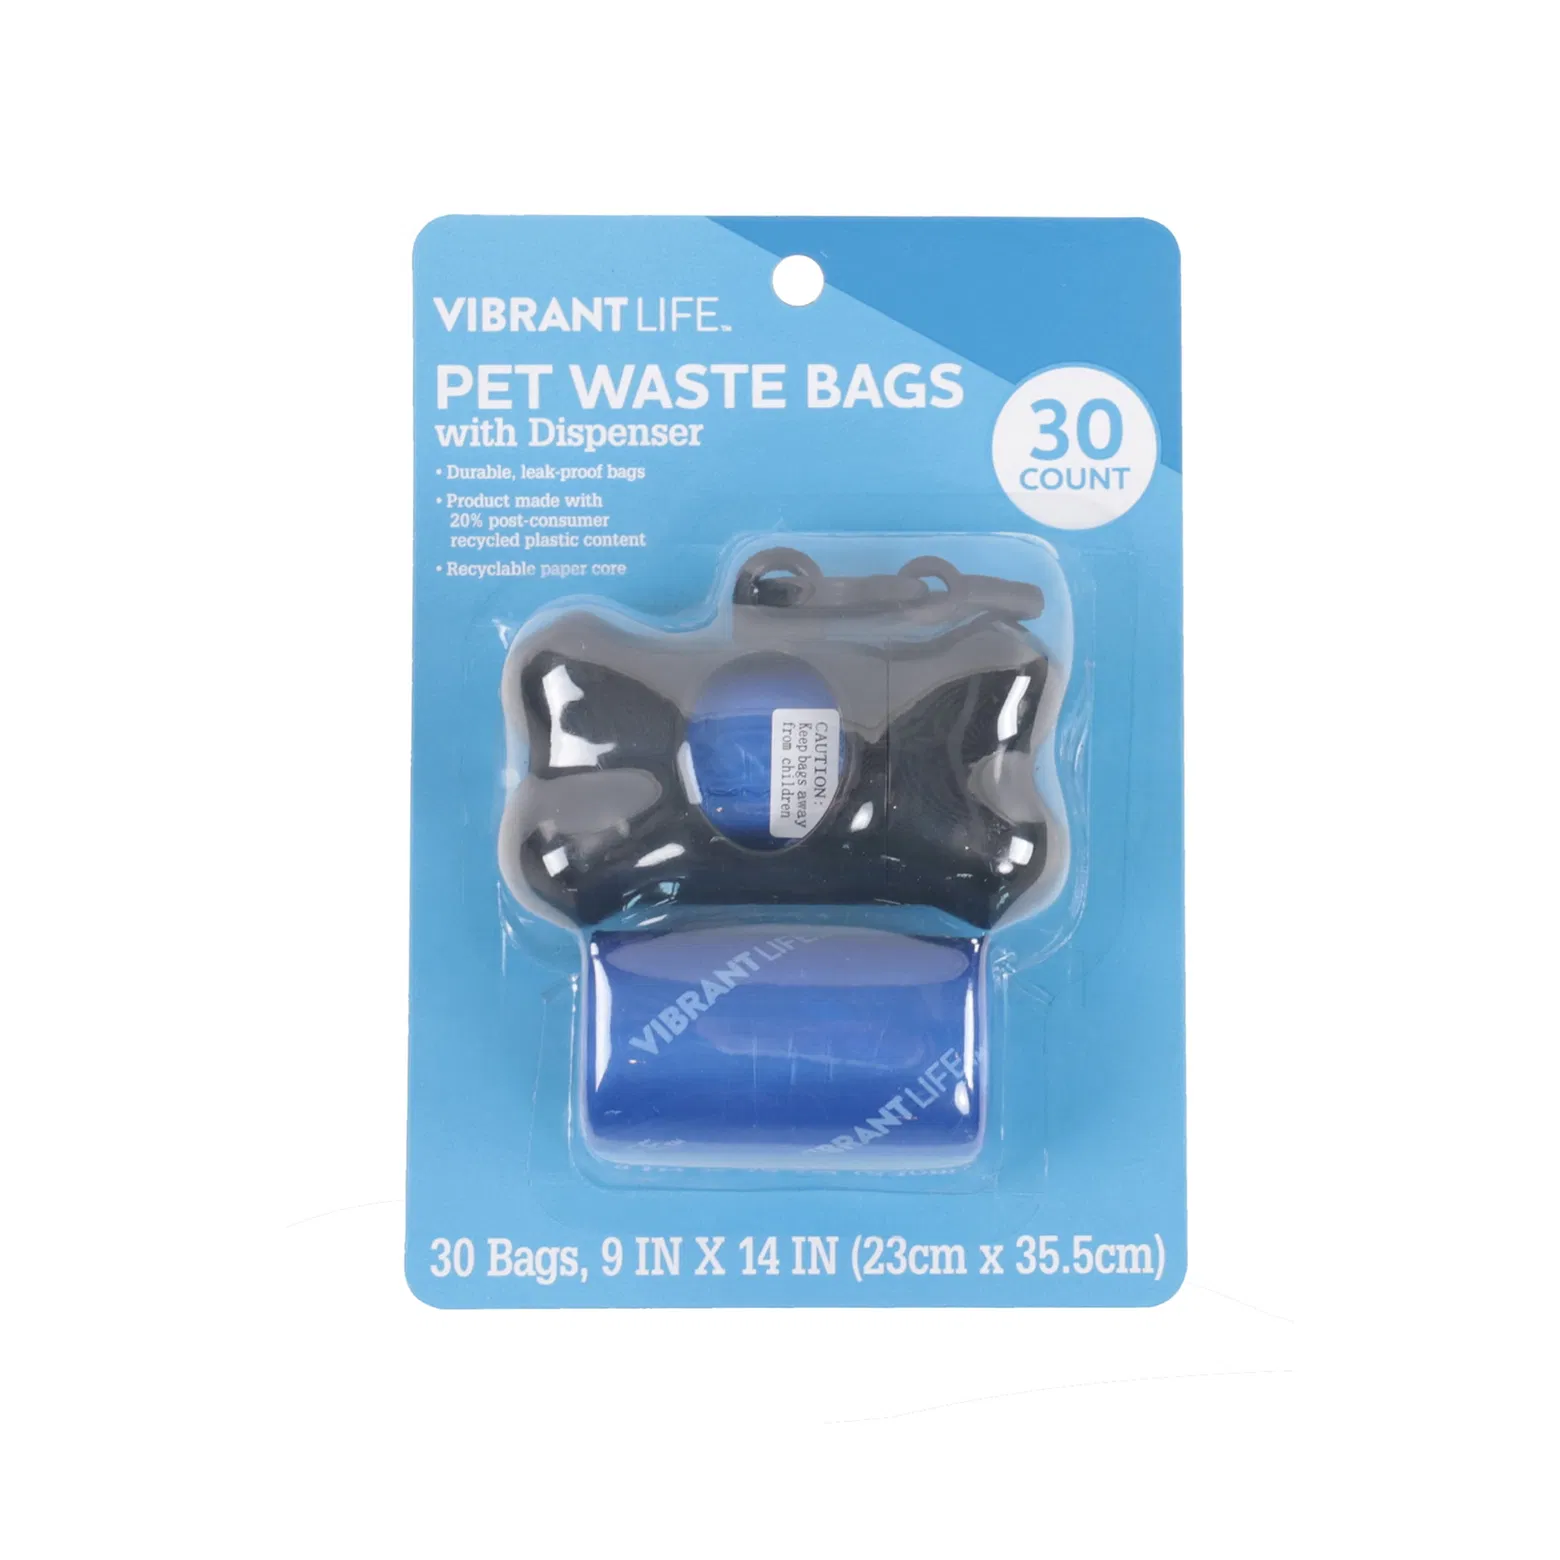 VIBRANT LIFE™
PET WASTE BAGS
with Dispenser
• Durable, leak-proof bags
• Product made with
20% post-consumer
recycled plastic content
• Recyclable paper core
30
COUNT
CAUTION:
Keep bags away
from children
VIBRANT LIFE
VIBRANT LIFE™
30 Bags, 9 IN X 14 IN (23cm x 35.5cm)